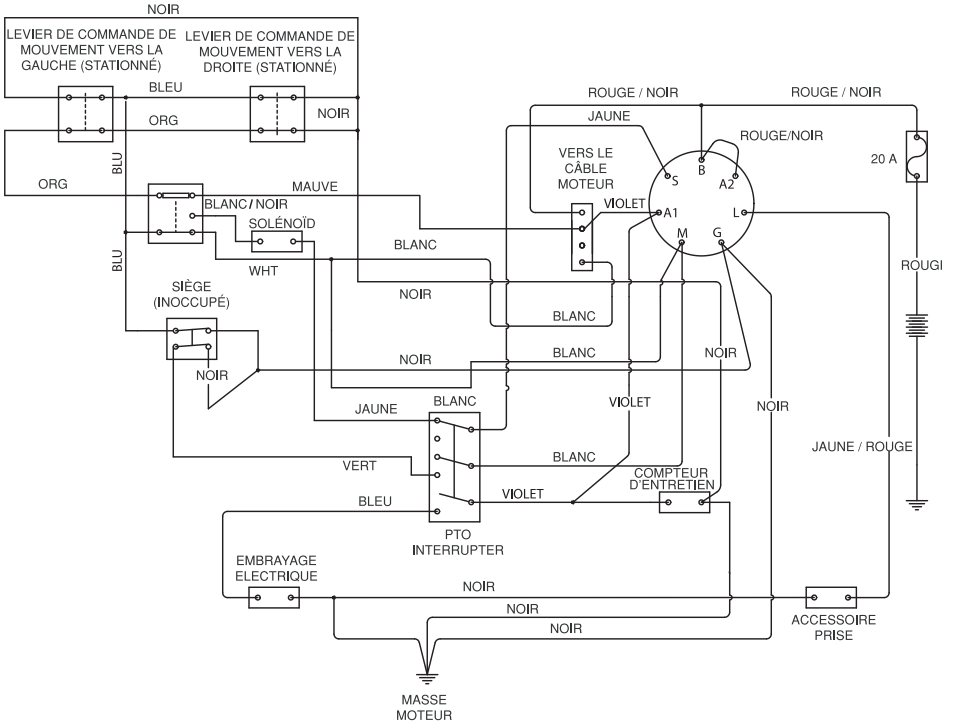 NOIR
LEVIER DE COMMANDE DE
MOUVEMENT VERS LA
GAUCHE (STATIONNÉ)
LEVIER DE COMMANDE DE
MOUVEMENT VERS LA
DROITE (STATIONNÉ)
BLEU
NOIR
ORG
BLU
ORG
MAUVE
BLANC/NOIR
SOLÉNOÏD
BLANC
WHT
BLU
SIÈGE
(INOCCUPÉ)
NOIR
ROUGE / NOIR
ROUGE / NOIR
JAUNE
ROUGE/NOIR
VERS LE
CÂBLE
MOTEUR
20 A
B
S
A2
VIOLET
A1
L
M
G
ROUGI
NOIR
BLANC
BLANC
NOIR
NOIR
BLANC
JAUNE
VIOLET
NOIR
VERT
BLANC
JAUNE / ROUGE
COMPTEUR
D'ENTRETIEN
BLEU
VIOLET
PTO
INTERRUPTER
EMBRAYAGE
ELECTRIQUE
NOIR
NOIR
NOIR
ACCESSOIRE
PRISE
MASSE
MOTEUR